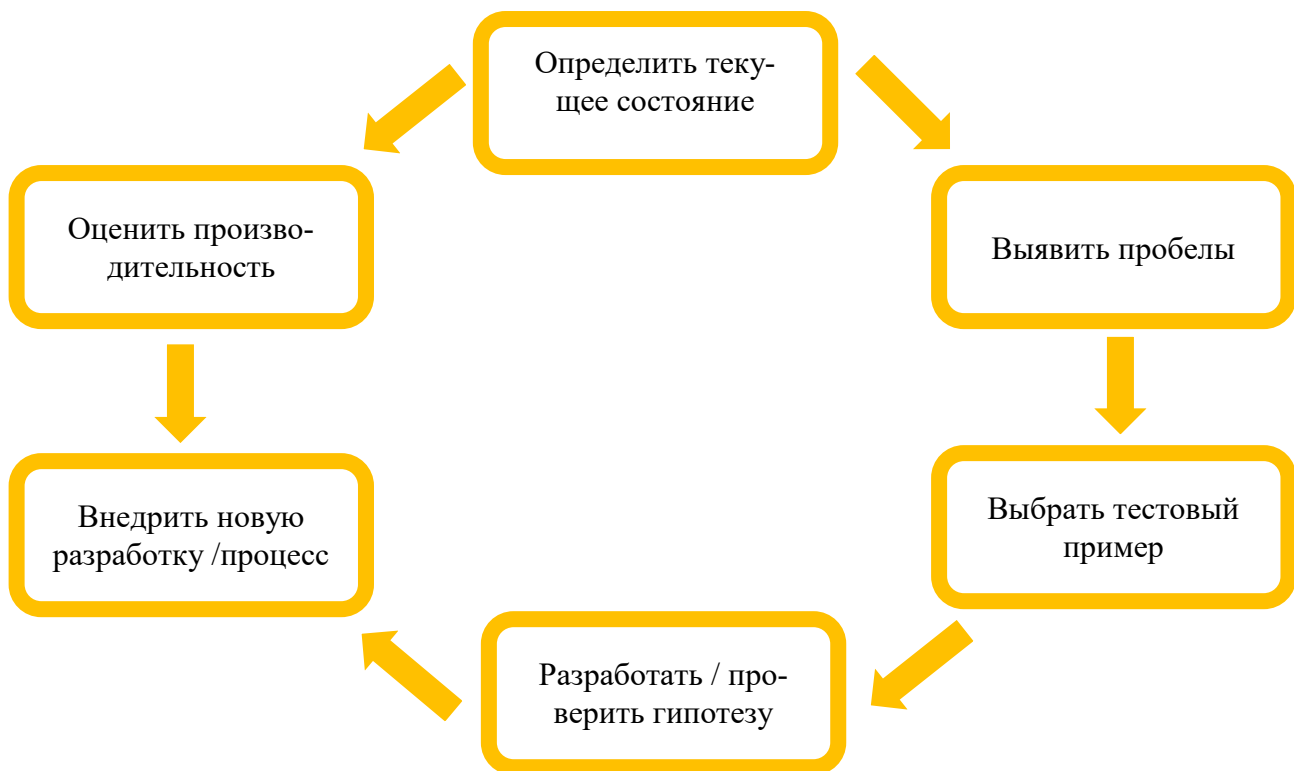 Определить теку-
щее состояние
Оценить произво-
дительность
Выявить пробелы
Внедрить новую
разработку /процесс
Выбрать тестовый
пример
Разработать / про-
верить гипотезу